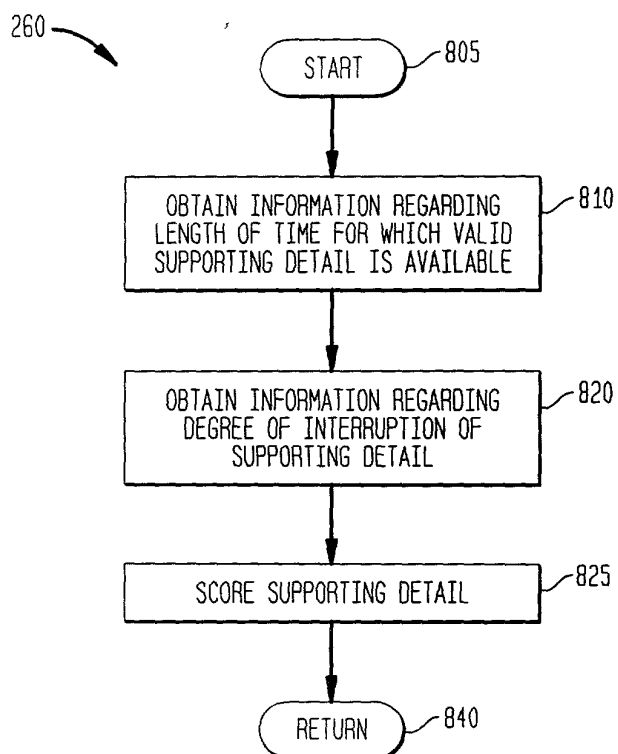 260
START
805
OBTAIN INFORMATION REGARDING
LENGTH OF TIME FOR WHICH VALID
SUPPORTING DETAIL IS AVAILABLE
810
OBTAIN INFORMATION REGARDING
DEGREE OF INTERRUPTION OF
SUPPORTING DETAIL
820
SCORE SUPPORTING DETAIL
825
RETURN
840